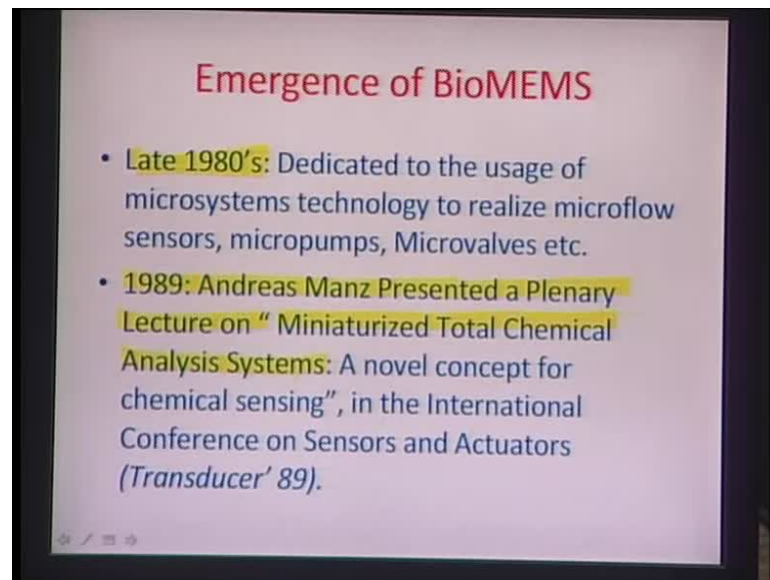 Emergence of BioMEMS
• Late 1980's: Dedicated to the usage of
microsystems technology to realize microflow
sensors, micropumps, Microvalves etc.
• 1989: Andreas Manz Presented a Plenary
Lecture on “ Miniaturized Total Chemical
Analysis Systems: A novel concept for
chemical sensing”, in the International
Conference on Sensors and Actuators
(Transducer’ 89).